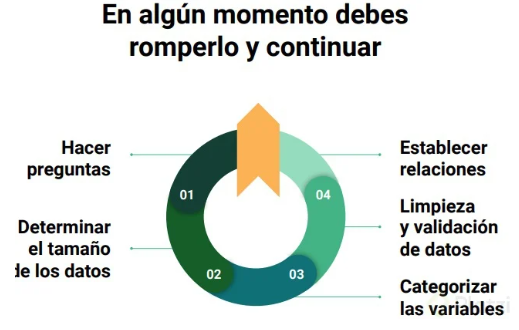 En algún momento debes
romperlo y continuar
Hacer
preguntas
01
Determinar
el tamaño
de los datos
02
Categorizar
las variables
03
Limpieza
y validación
de datos
04
Establecer
relaciones